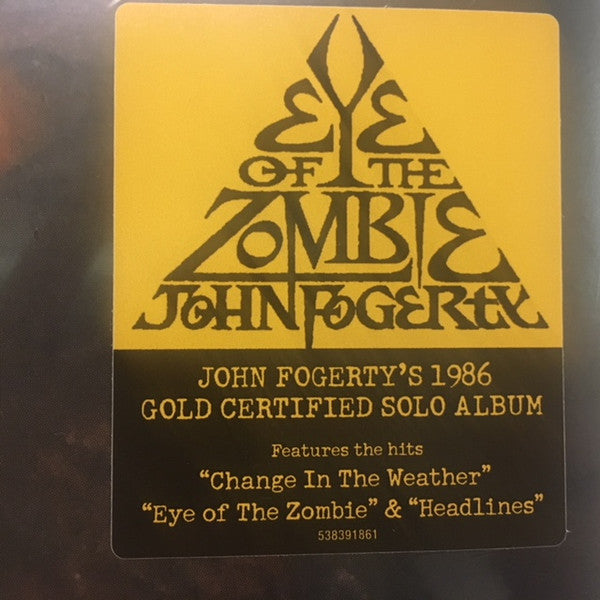 EYE
OF THE
ZOMBIE
JOHN FOGERTY
JOHN FOGERTY'S 1986
GOLD CERTIFIED SOLO ALBUM
Features the hits
“Change In The Weather”
“Eye of The Zombie” & “Headlines”
538391861